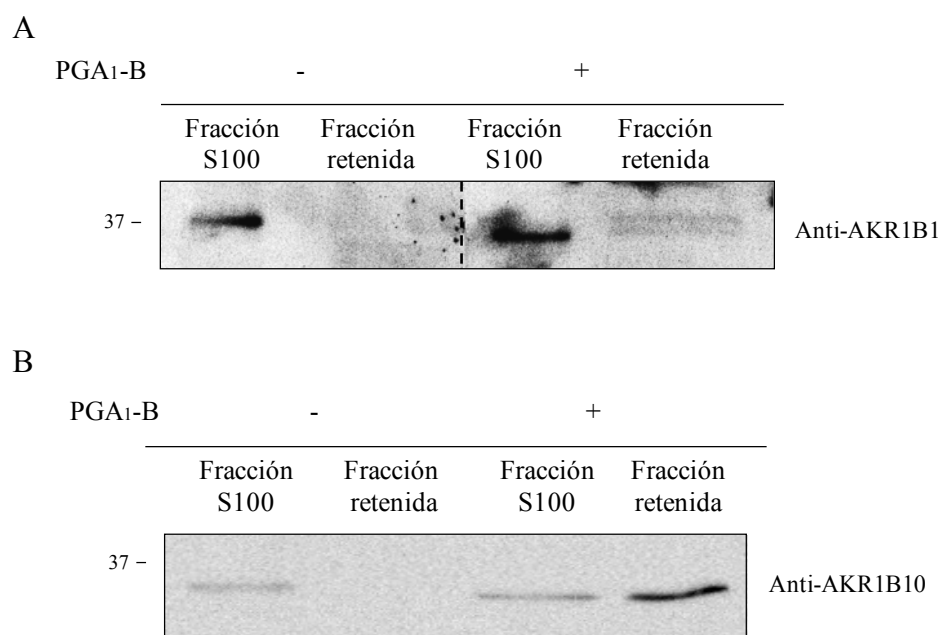 A
PGA1-B - +
Fracción Fracción Fracción Fracción
S100 retenida S100 retenida
37 –
Anti-AKR1B1
B
PGA1-B - +
Fracción Fracción Fracción Fracción
S100 retenida S100 retenida
37 –
Anti-AKR1B10